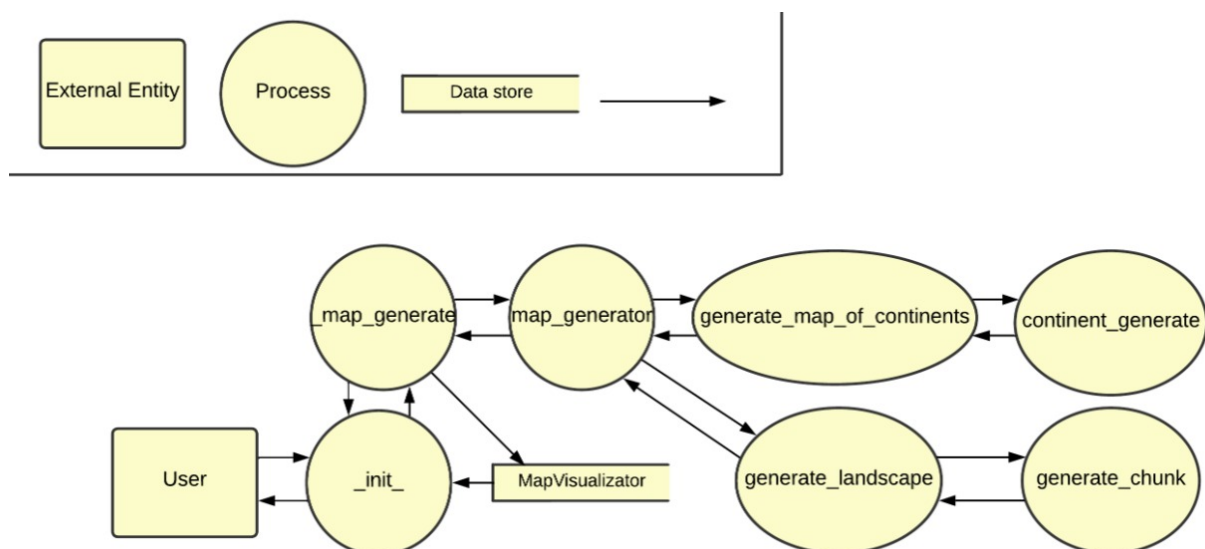 External Entity
Process
Data store
_map_generate
map_generator
generate_map_of_continents
continent_generate
User
_init_
MapVisualizator
generate_landscape
generate_chunk